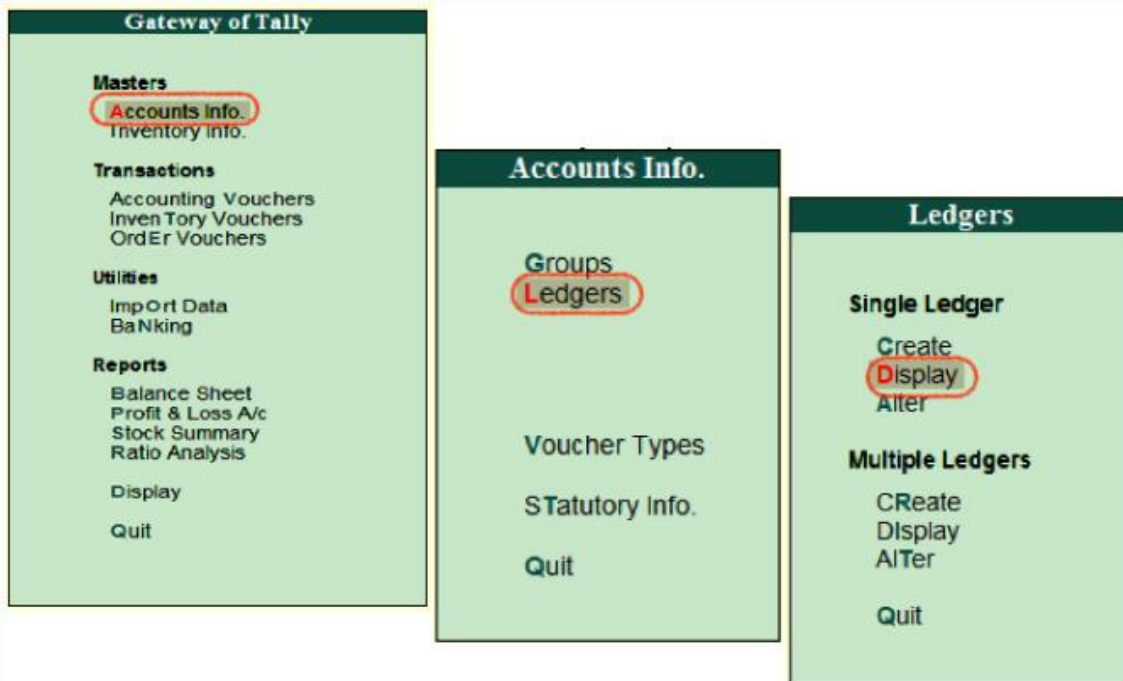 Gateway of Tally
Masters
Accounts Info.
Inventory Info.
Transactions
Accounting Vouchers
InvenTory Vouchers
OrdEr Vouchers
Utilities
ImpOrt Data
BaNking
Reports
Balance Sheet
Profit & Loss A/c
Stock Summary
Ratio Analysis
Display
Quit
Accounts Info.
Groups
Ledgers
Voucher Types
STatutory Info.
Quit
Ledgers
Single Ledger
Create
Display
Alter
Multiple Ledgers
CReate
DIsplay
AlTer
Quit